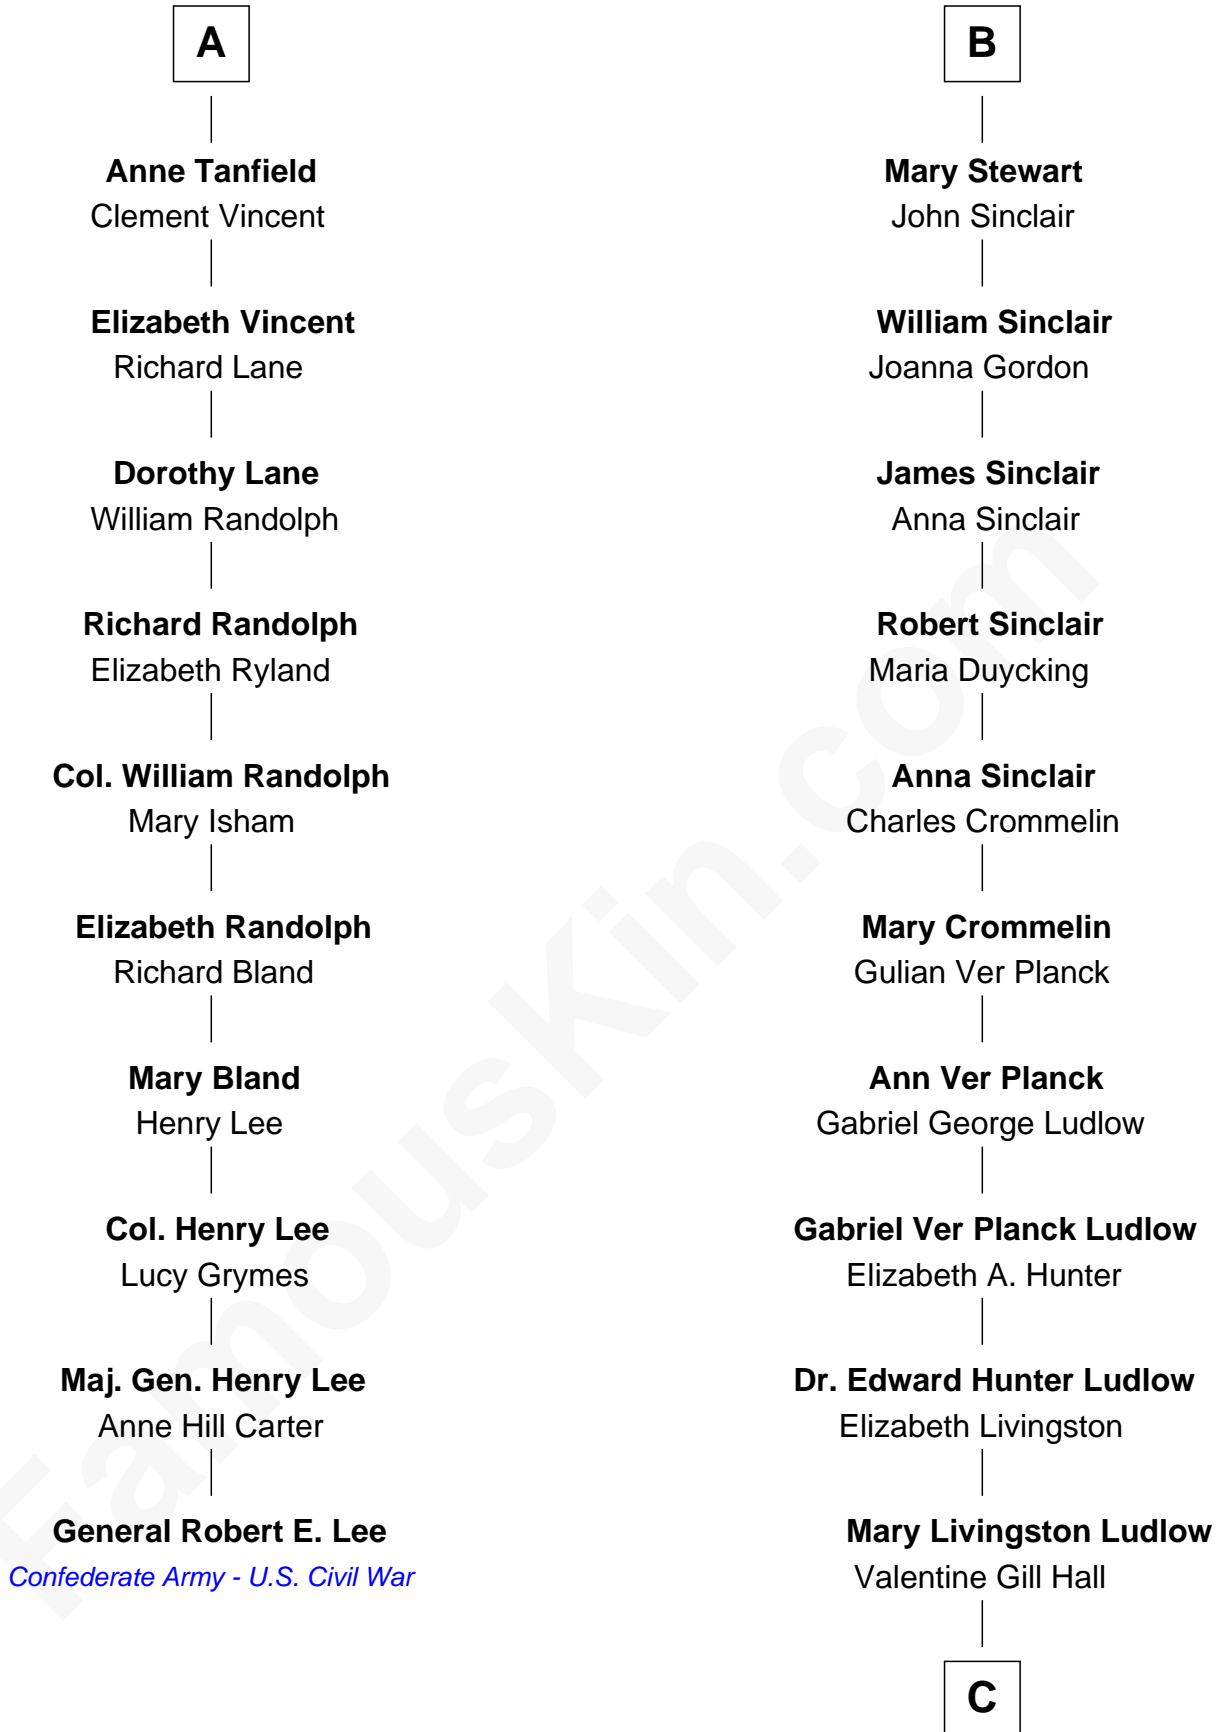 A
Anne Tanfield
Clement Vincent
Elizabeth Vincent
Richard Lane
Dorothy Lane
William Randolph
Richard Randolph
Elizabeth Ryland
Col. William Randolph
Mary Isham
Elizabeth Randolph
Richard Bland
Mary Bland
Henry Lee
Col. Henry Lee
Lucy Grymes
Maj. Gen. Henry Lee
Anne Hill Carter
General Robert E. Lee
Confederate Army - U.S. Civil War
B
Mary Stewart
John Sinclair
William Sinclair
Joanna Gordon
James Sinclair
Anna Sinclair
Robert Sinclair
Maria Duycking
Anna Sinclair
Charles Crommelin
Mary Crommelin
Gulian Ver Planck
Ann Ver Planck
Gabriel George Ludlow
Gabriel Ver Planck Ludlow
Elizabeth A. Hunter
Dr. Edward Hunter Ludlow
Elizabeth Livingston
Mary Livingston Ludlow
Valentine Gill Hall
C
FamousKin.com